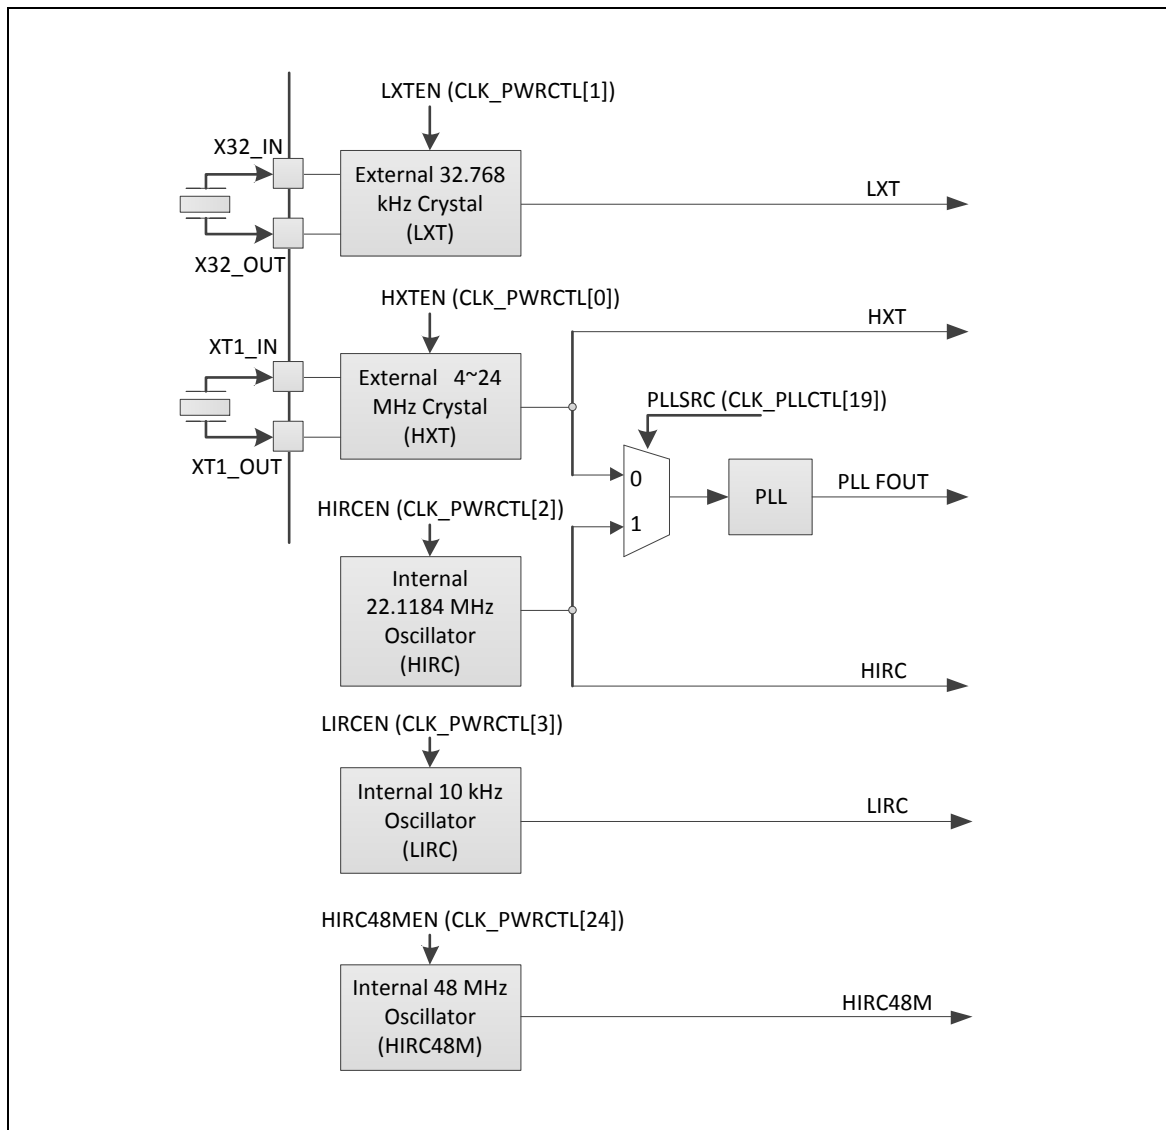 LXTEN (CLK_PWRCTL[1])
X32_IN
External 32.768
kHz Crystal
(LXT)
LXT
X32_OUT
HXTEN (CLK_PWRCTL[0])
HXT
XT1_IN
External 4~24
MHz Crystal
(HXT)
PLLSRC (CLK_PLLCTL[19])
XT1_OUT
0
1
PLL
PLL FOUT
HIRCEN (CLK_PWRCTL[2])
Internal
22.1184 MHz
Oscillator
(HIRC)
HIRC
LIRCEN (CLK_PWRCTL[3])
Internal 10 kHz
Oscillator
(LIRC)
LIRC
HIRC48MEN (CLK_PWRCTL[24])
Internal 48 MHz
Oscillator
(HIRC48M)
HIRC48M